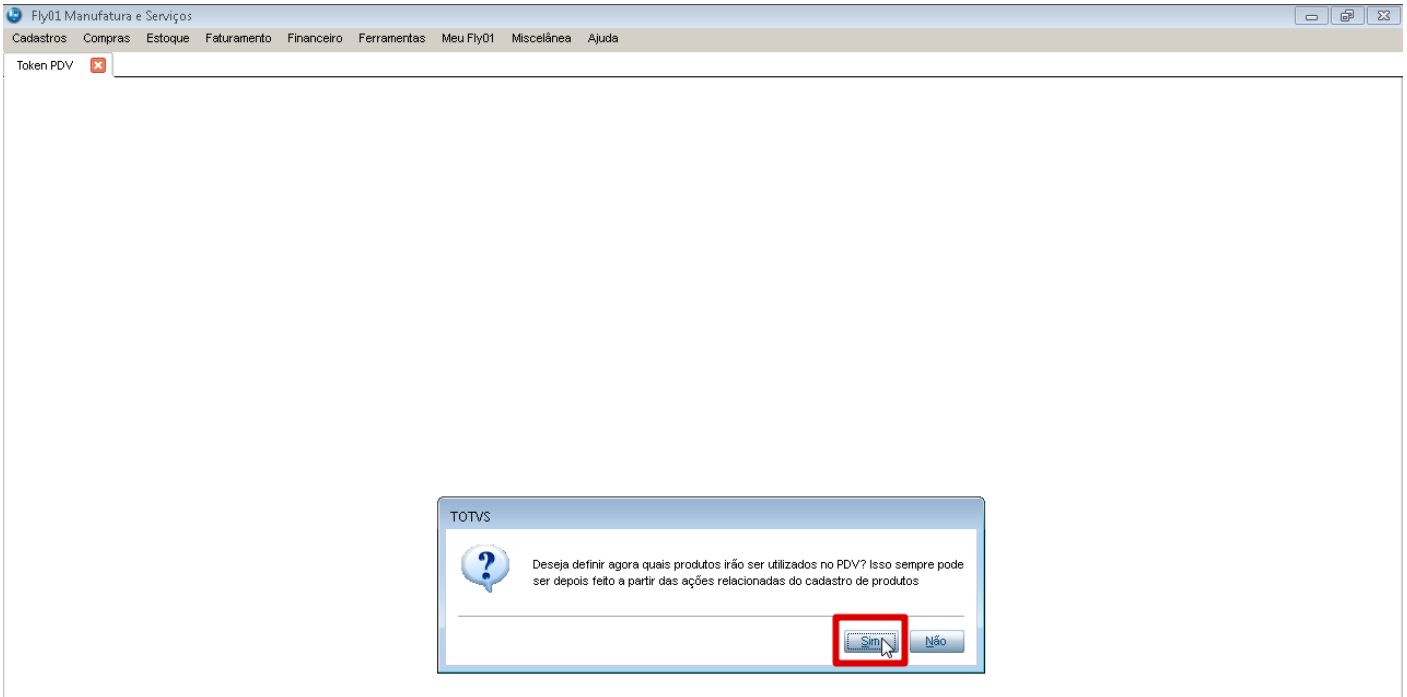 Fly01 Manufatura e Serviços
Cadastros Compras Estoque Faturamento Financeiro Ferramentas Meu Fly01 Miscelânea Ajuda
Token PDV
TOTVS
Deseja definir agora quais produtos irão ser utilizados no PDV? Isso sempre pode
ser depois feito a partir das ações relacionadas do cadastro de produtos
Sim Não